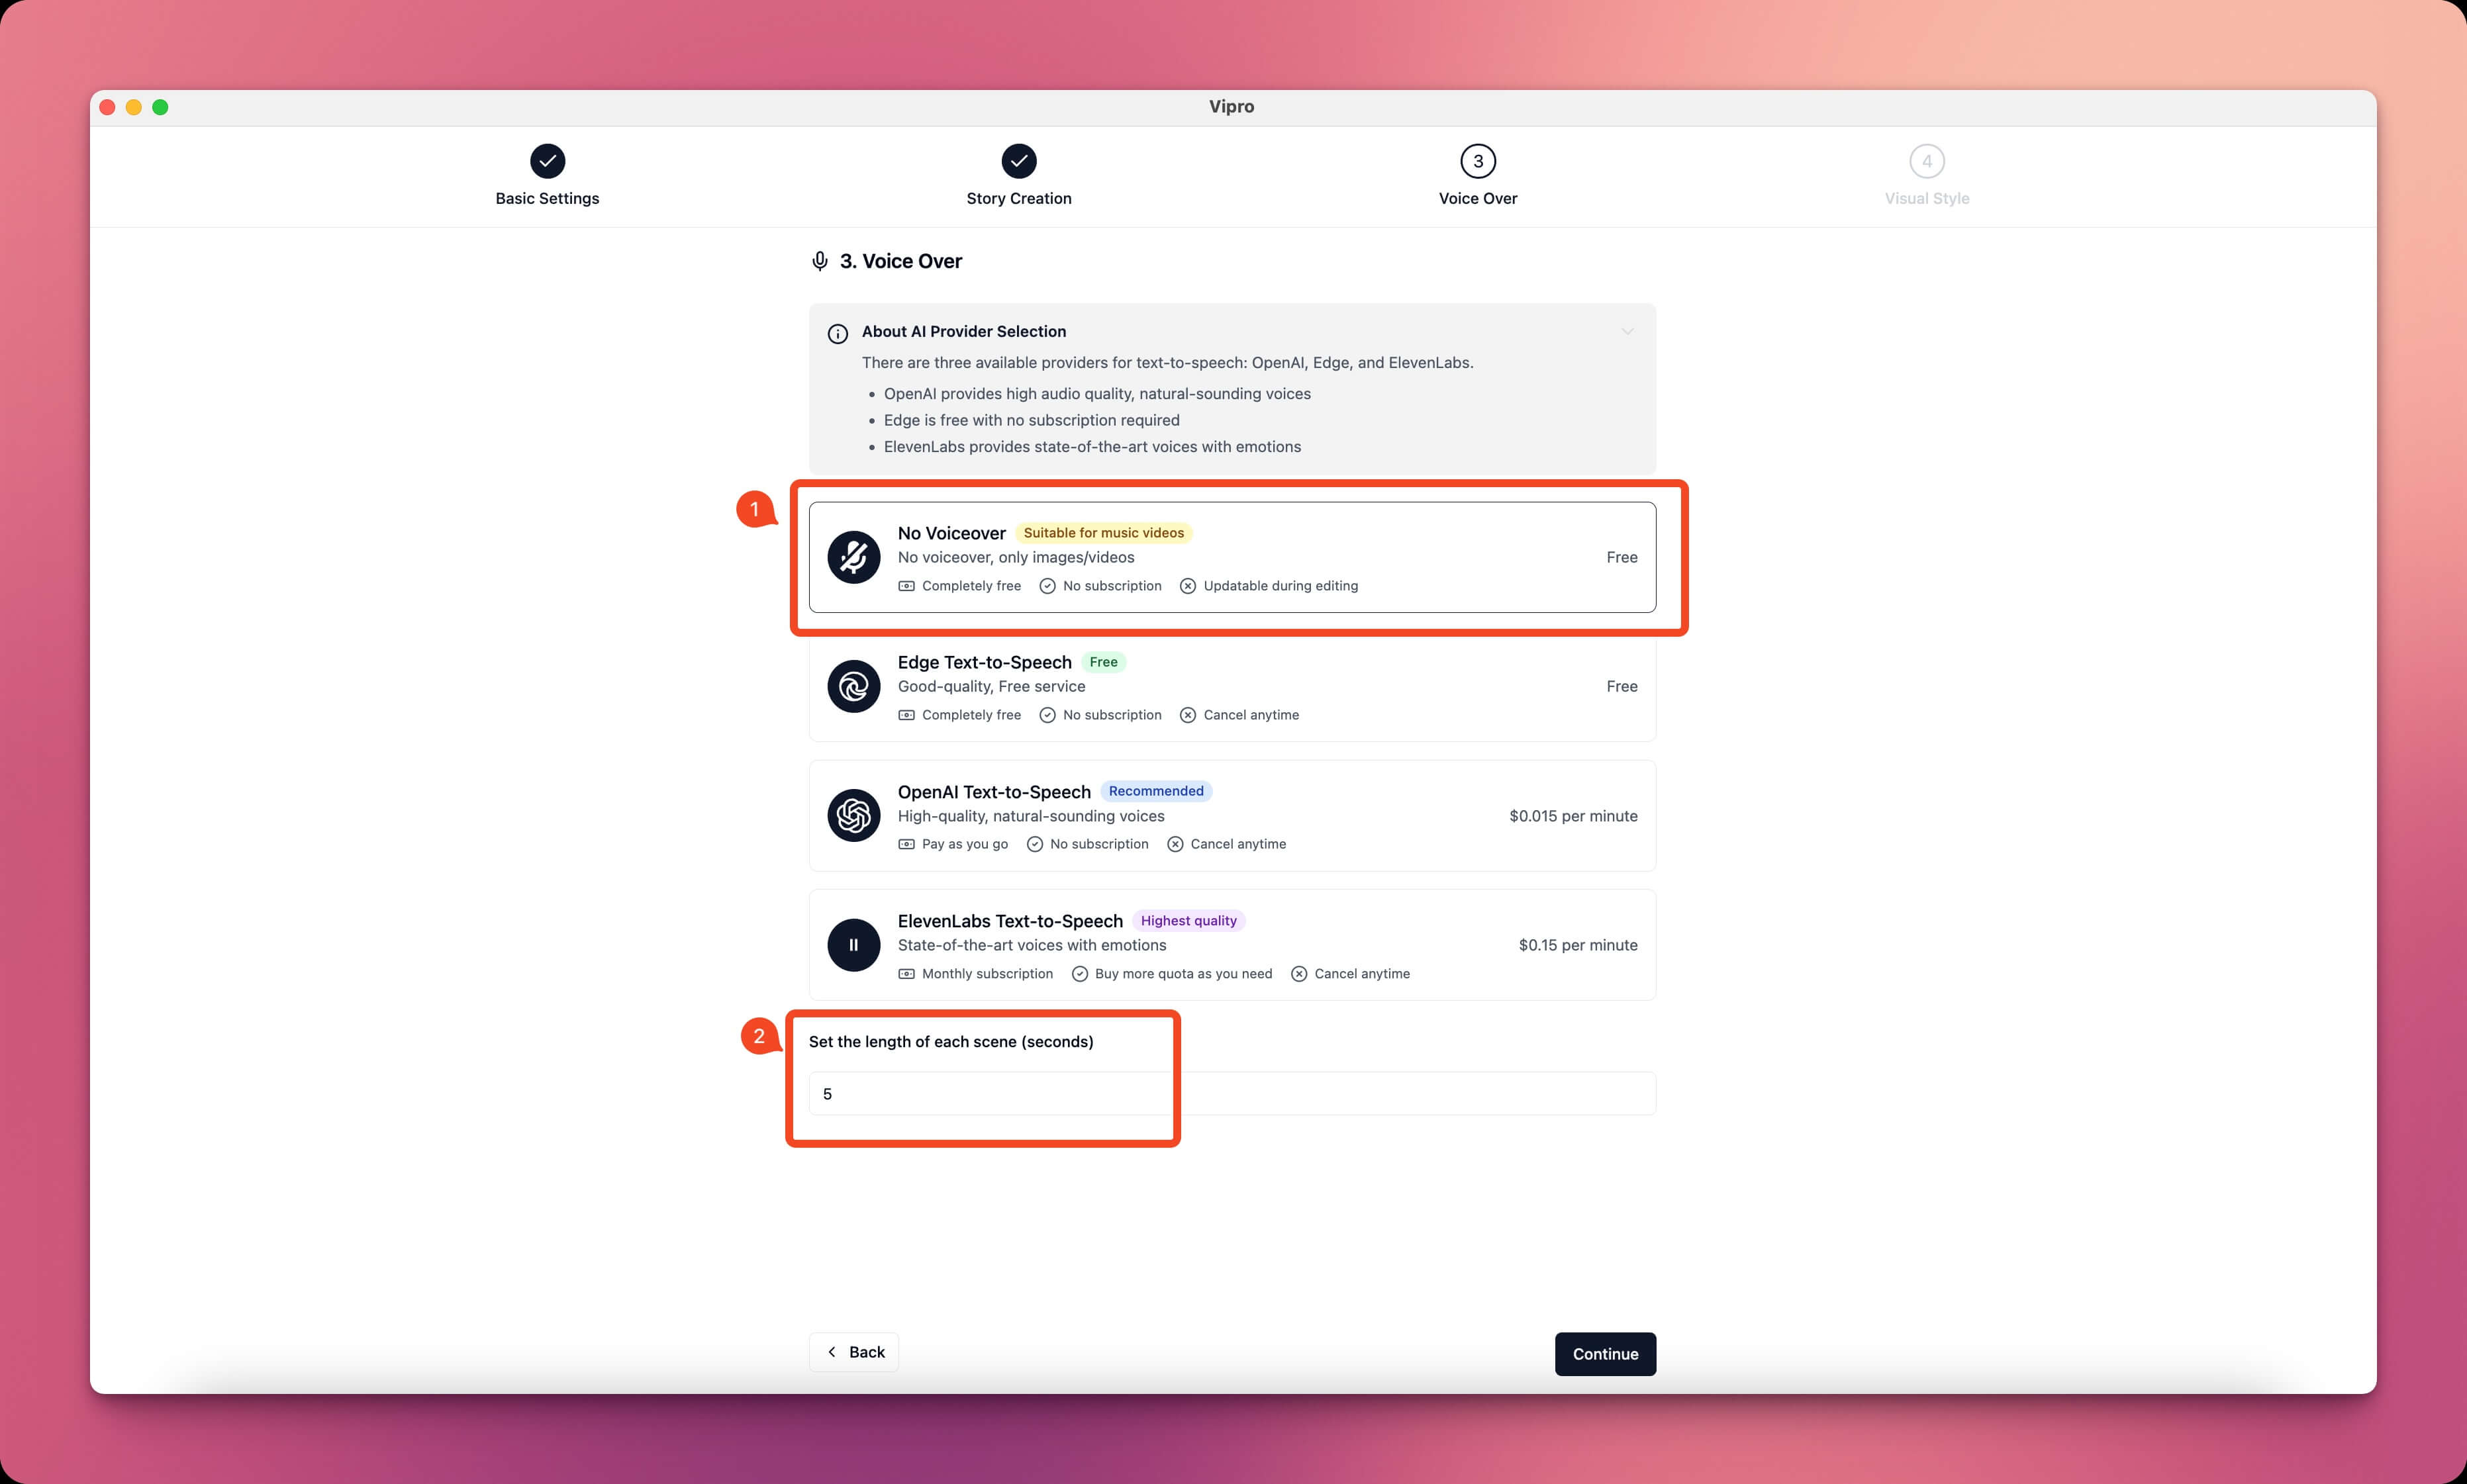 Vipro
3
4
Basic Settings
Story Creation
Voice Over
Visual Style
3. Voice Over
About AI Provider Selection
There are three available providers for text-to-speech: OpenAI, Edge, and ElevenLabs.
• OpenAI provides high audio quality, natural-sounding voices
• Edge is free with no subscription required
• ElevenLabs provides state-of-the-art voices with emotions
1
No Voiceover Suitable for music videos
No voiceover, only images/videos Free
Completely free No subscription Updatable during editing
Edge Text-to-Speech Free
Good-quality, Free service Free
Completely free No subscription Cancel anytime
OpenAI Text-to-Speech Recommended
High-quality, natural-sounding voices $0.015 per minute
Pay as you go No subscription Cancel anytime
ElevenLabs Text-to-Speech Highest quality
State-of-the-art voices with emotions $0.15 per minute
Monthly subscription Buy more quota as you need Cancel anytime
2
Set the length of each scene (seconds)
5
Back
Continue